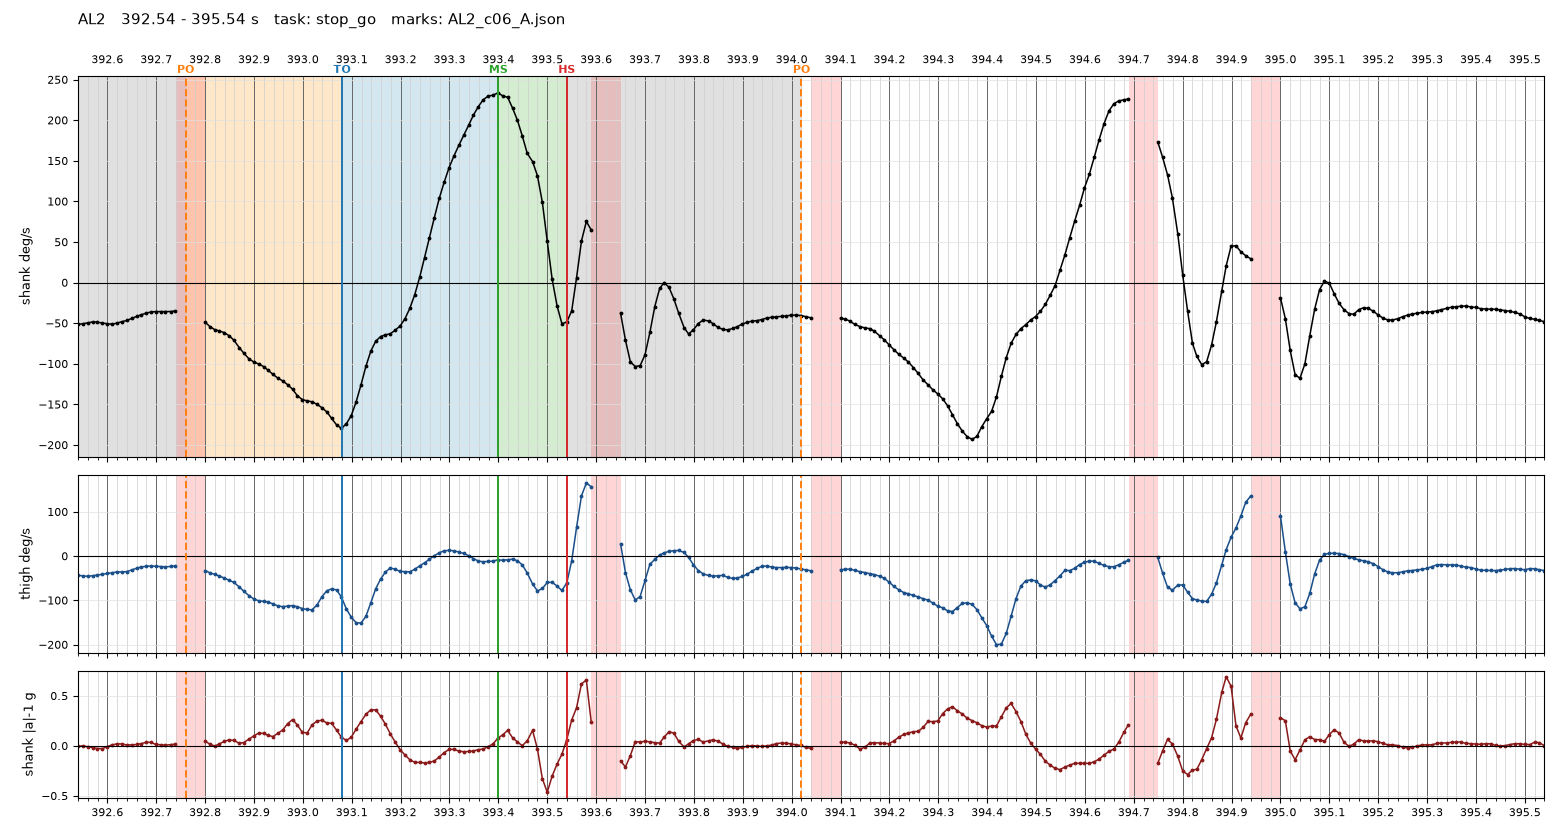 AL2   392.54 - 395.54 s   task: stop_go   marks: AL2_c06_A.json
392.6 392.7 392.8 392.9 393.0 393.1 393.2 393.3 393.4 393.5 393.6 393.7 393.8 393.9 394.0 394.1 394.2 394.3 394.4 394.5 394.6 394.7 394.8 394.9 395.0 395.1 395.2 395.3 395.4 395.5
PO TO MS HS PO
250
200
150
100
50
0
−50
−100
−150
−200
shank deg/s
100
0
−100
−200
thigh deg/s
0.5
0.0
−0.5
shank |a|-1 g
392.6 392.7 392.8 392.9 393.0 393.1 393.2 393.3 393.4 393.5 393.6 393.7 393.8 393.9 394.0 394.1 394.2 394.3 394.4 394.5 394.6 394.7 394.8 394.9 395.0 395.1 395.2 395.3 395.4 395.5